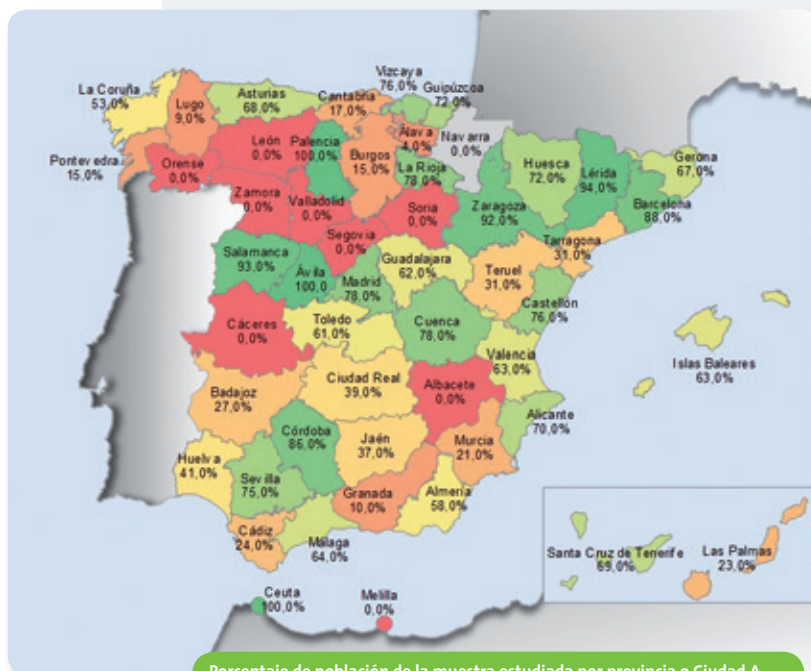 Vizcaya
76,0%
Guipúzcoa
72,0%
La Coruña
53,0%
Lugo
9,0%
Asturias
68,0%
Cantabria
17,0%
Álava
4,0%
Navarra
0,0%
Pontevedra
15,0%
Orense
0,0%
León
0,0%
Palencia
100,0%
Burgos
15,0%
La Rioja
78,0%
Huesca
72,0%
Lérida
94,0%
Gerona
67,0%
Barcelona
88,0%
Zamora
0,0%
Valladolid
0,0%
Soria
0,0%
Zaragoza
92,0%
Segovia
0,0%
Tarragona
31,0%
Salamanca
93,0%
Ávila
100,0
Madrid
78,0%
Guadalajara
62,0%
Teruel
31,0%
Castellón
76,0%
Cáceres
0,0%
Toledo
61,0%
Cuenca
78,0%
Valencia
63,0%
Islas Baleares
63,0%
Badajoz
27,0%
Ciudad Real
39,0%
Albacete
0,0%
Alicante
70,0%
Córdoba
86,0%
Jaén
37,0%
Murcia
21,0%
Huelva
41,0%
Sevilla
75,0%
Granada
10,0%
Almería
58,0%
Cádiz
24,0%
Málaga
64,0%
Santa Cruz de Tenerife
69,0%
Las Palmas
23,0%
Ceuta
100,0%
Melilla
0,0%
Porcentaje de población de la muestra estudiada por provincia o Ciudad A